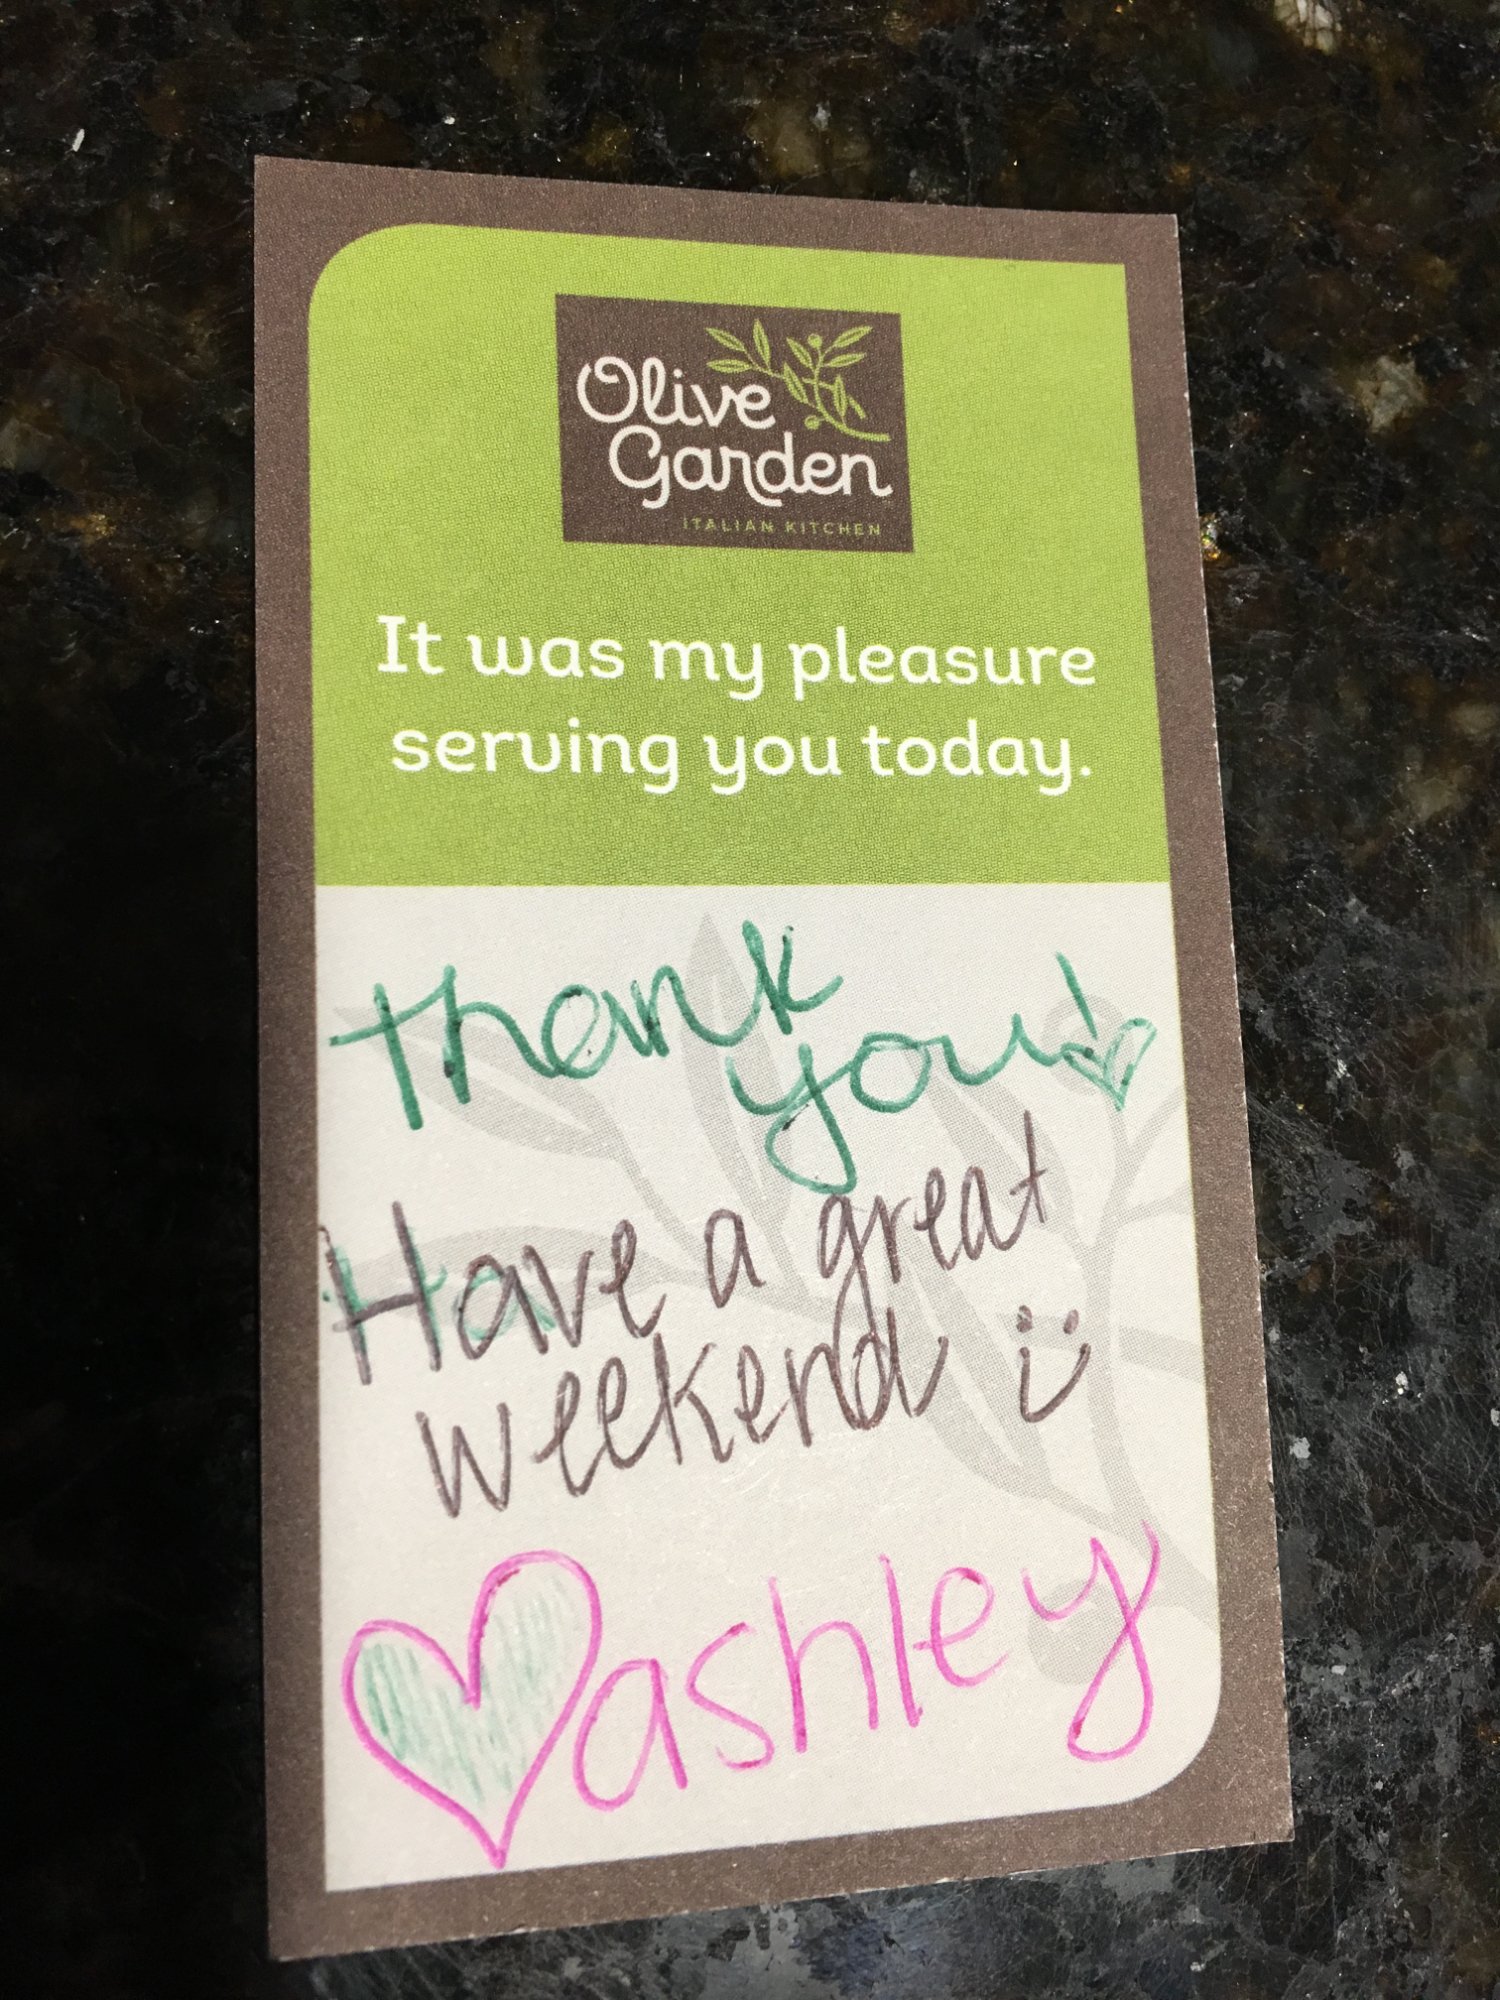 Olive
Garden
ITALIAN KITCHEN
It was my pleasure
serving you today.
thank
you!
Have a great
weekend
ashley